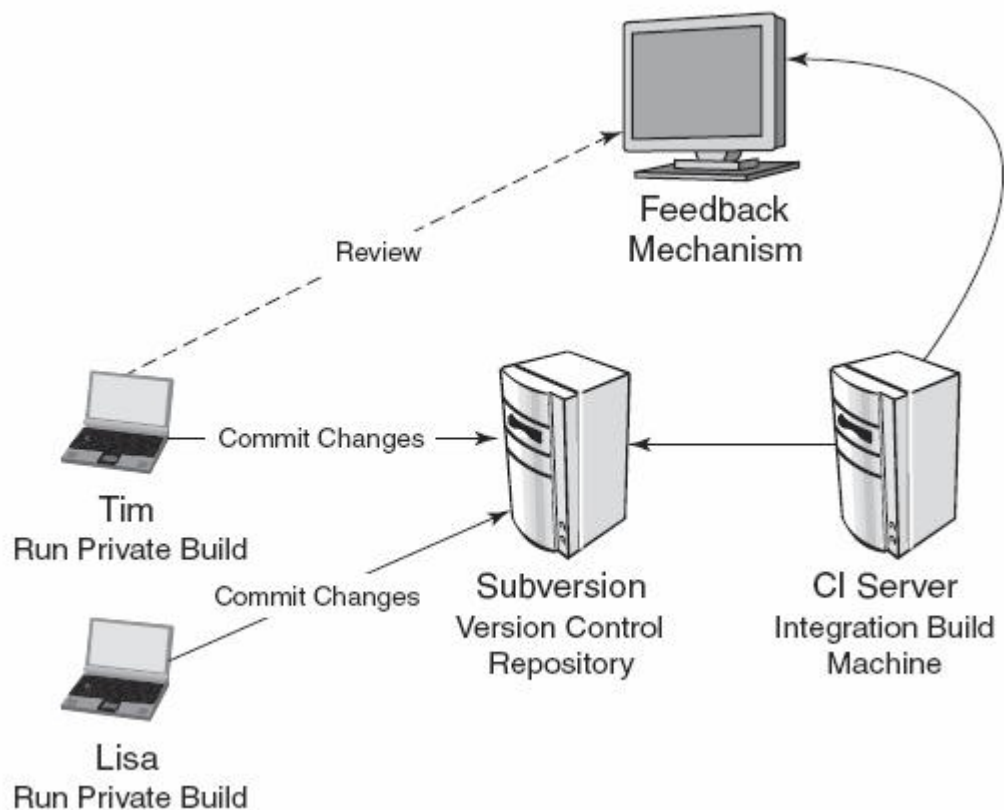 Feedback
Mechanism
Review
Commit Changes
Tim
Run Private Build
Commit Changes
Lisa
Run Private Build
Subversion
Version Control
Repository
CI Server
Integration Build
Machine